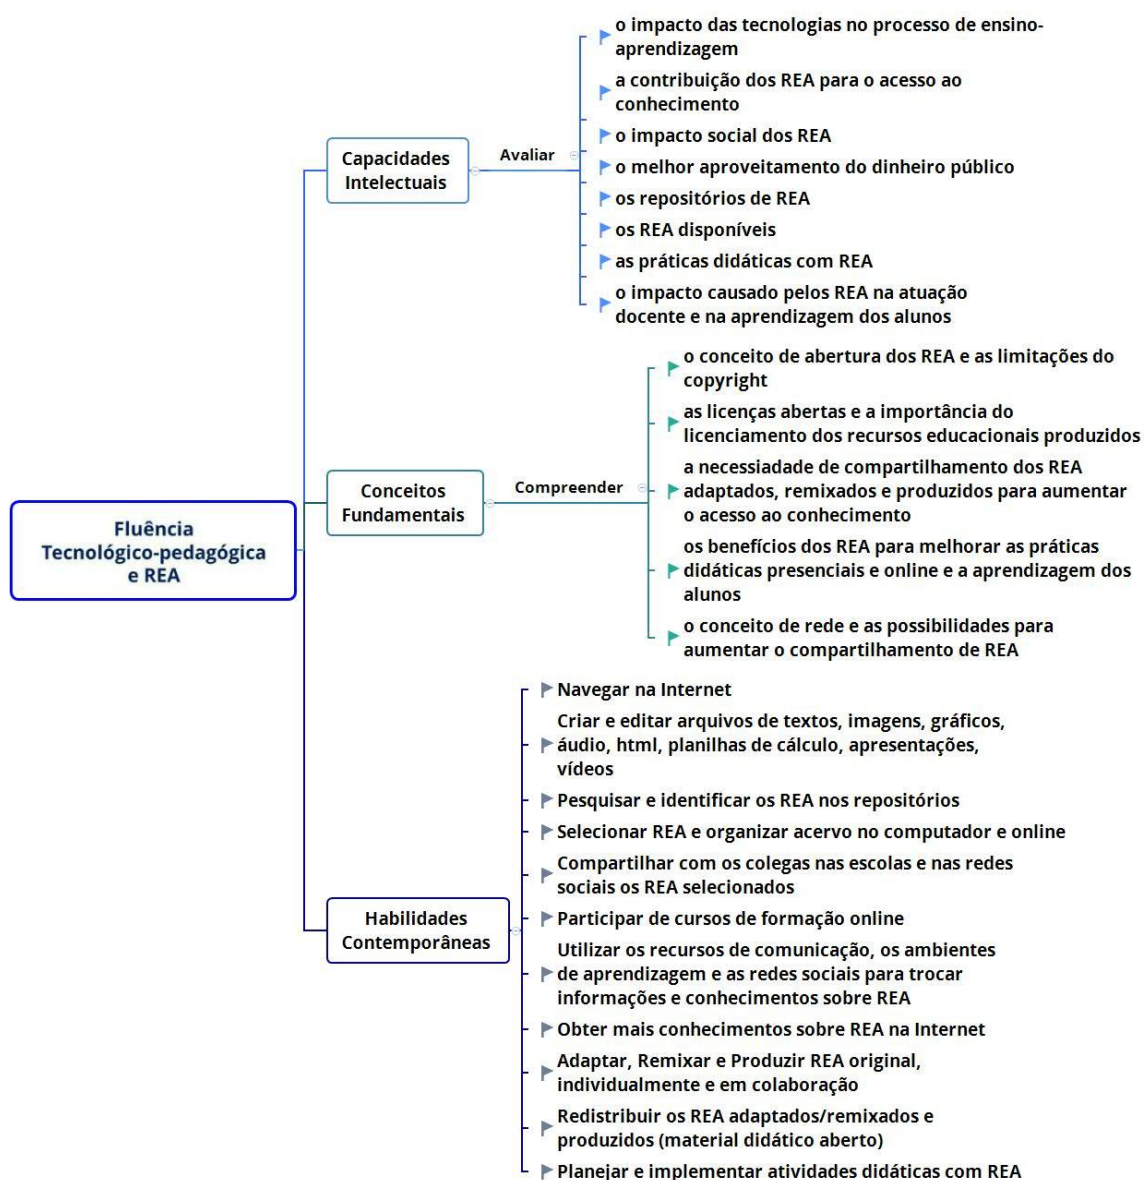 o impacto das tecnologias no processo de ensino-
aprendizagem
a contribuição dos REA para o acesso ao
conhecimento
o impacto social dos REA
Capacidades
Intelectuais
Avaliar
o melhor aproveitamento do dinheiro público
os repositórios de REA
os REA disponíveis
as práticas didáticas com REA
o impacto causado pelos REA na atuação
docente e na aprendizagem dos alunos
o conceito de abertura dos REA e as limitações do
copyright
as licenças abertas e a importância do
licenciamento dos recursos educacionais produzidos
Conceitos
Fundamentais
Compreender
a necessiadade de compartilhamento dos REA
adaptados, remixados e produzidos para aumentar
o acesso ao conhecimento
Fluência
Tecnológico-pedagógica
e REA
os benefícios dos REA para melhorar as práticas
didáticas presenciais e online e a aprendizagem dos
alunos
o conceito de rede e as possibilidades para
aumentar o compartilhamento de REA
Navegar na Internet
Criar e editar arquivos de textos, imagens, gráficos,
áudio, html, planilhas de cálculo, apresentações,
vídeos
Pesquisar e identificar os REA nos repositórios
Selecionar REA e organizar acervo no computador e online
Compartilhar com os colegas nas escolas e nas redes
sociais os REA selecionados
Habilidades
Contemporâneas
Participar de cursos de formação online
Utilizar os recursos de comunicação, os ambientes
de aprendizagem e as redes sociais para trocar
informações e conhecimentos sobre REA
Obter mais conhecimentos sobre REA na Internet
Adaptar, Remixar e Produzir REA original,
individualmente e em colaboração
Redistribuir os REA adaptados/remixados e
produzidos (material didático aberto)
Planejar e implementar atividades didáticas com REA